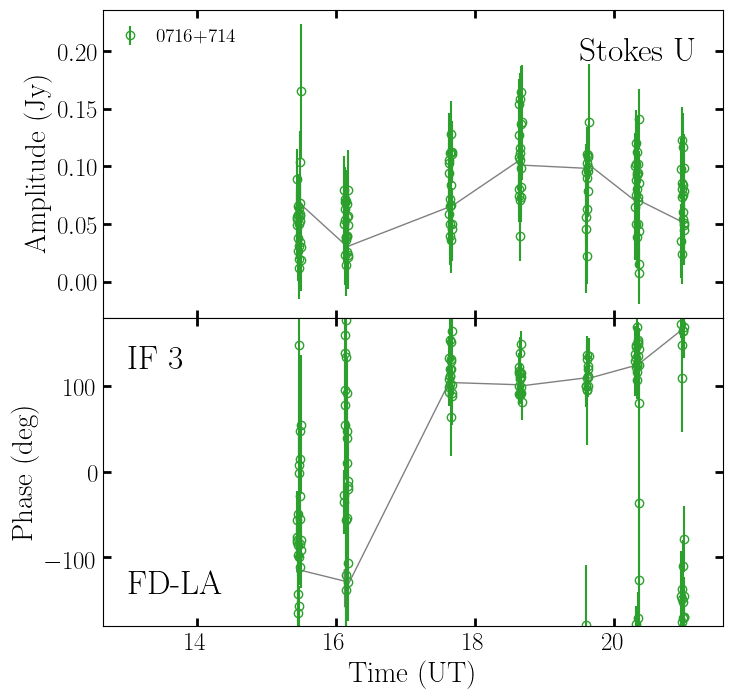 0716+714
Stokes U
0.20
0.15
0.10
0.05
0.00
Amplitude (Jy)
IF 3
100
0
−100
Phase (deg)
FD-LA
14 16 18 20
Time (UT)